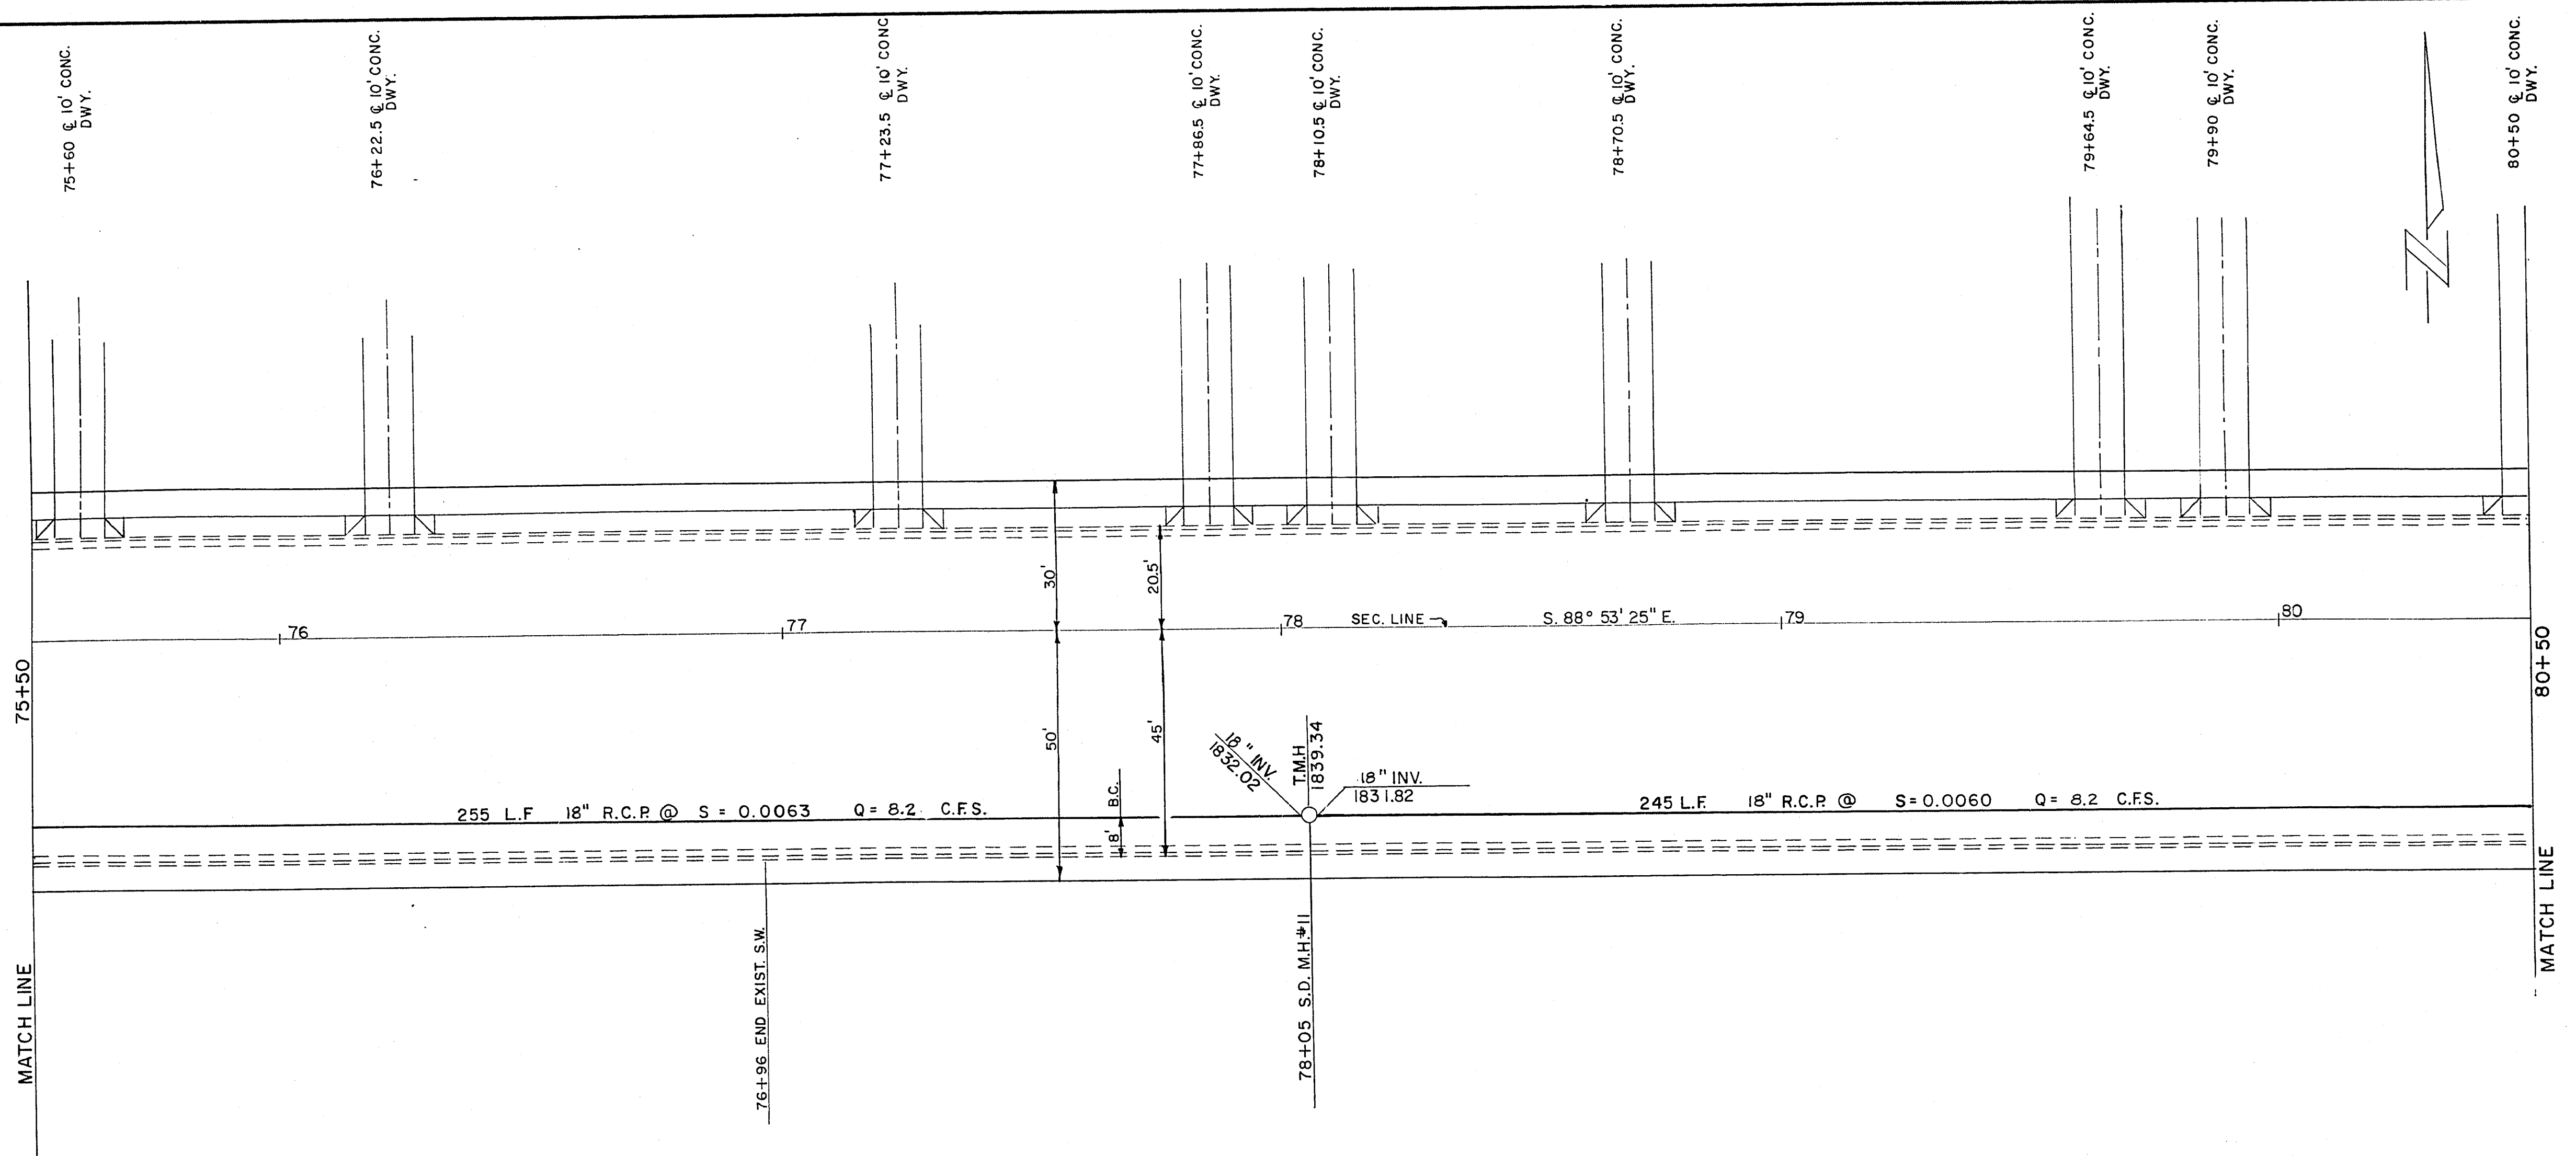 75+60 ℄ 10' CONC.
DWY.
76+22.5 ℄ 10' CONC.
DWY.
77+23.5 ℄ 10' CONC
DWY.
77+86.5 ℄ 10' CONC.
DWY.
78+10.5 ℄ 10' CONC.
DWY.
78+70.5 ℄ 10' CONC.
DWY.
79+64.5 ℄ 10' CONC.
DWY.
79+90 ℄ 10' CONC.
DWY.
80+50 ℄ 10' CONC.
DWY.
N
30'
20.5'
76
77
78
SEC. LINE
S. 88° 53' 25" E.
79
80
75+50
80+50
50'
45'
18" INV.
1832.02
T.M.H
1839.34
18" INV.
1831.82
B.C.
8'
255 L.F 18" R.C.P. @ S = 0.0063 Q = 8.2 C.F.S.
245 L.F. 18" R.C.P. @ S = 0.0060 Q = 8.2 C.F.S.
MATCH LINE
76+96 END EXIST. S.W.
78+05 S.D. M.H.#11
MATCH LINE